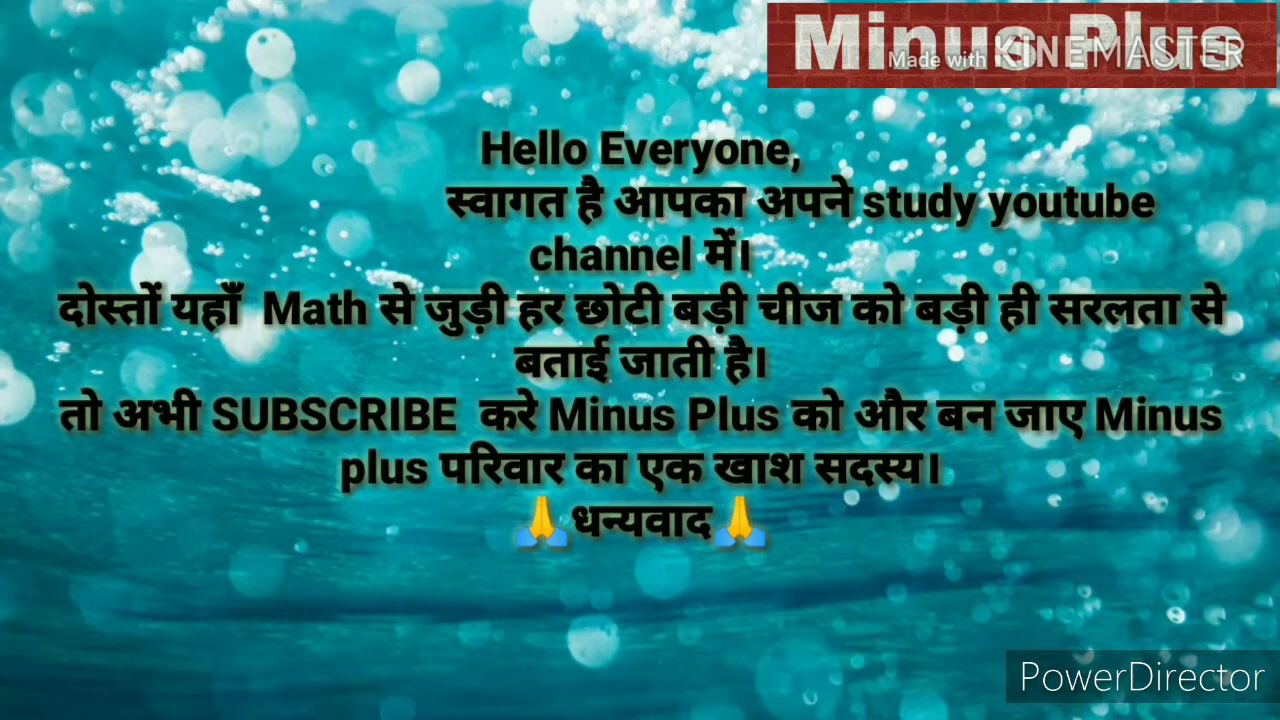 Minus Plus
Made with KINEMASTER
Hello Everyone,
स्वागत है आपका अपने study youtube
channel में।
दोस्तों यहाँ Math से जुड़ी हर छोटी बड़ी चीज को बड़ी ही सरलता से
बताई जाती है।
तो अभी SUBSCRIBE करे Minus Plus को और बन जाए Minus
plus परिवार का एक खाश सदस्य।
🙏धन्यवाद🙏
PowerDirector